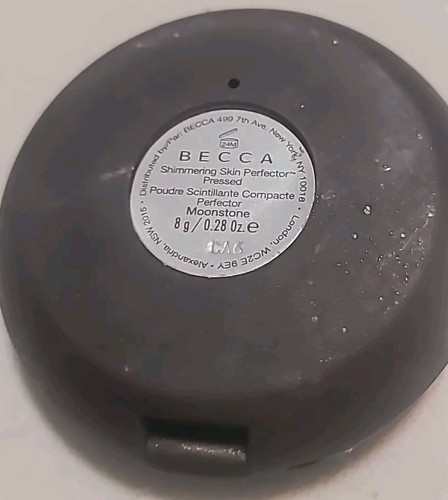 Distributed by/Par: BECCA 499 7th Ave, New York, NY 10018 • London, WC2E 9EY • Alexandria, NSW 2015 •
24M
BECCA
Shimmering Skin Perfector™
Pressed
Poudre Scintillante Compacte
Perfector
Moonstone
8 g / 0.28 Oz. e
CA6